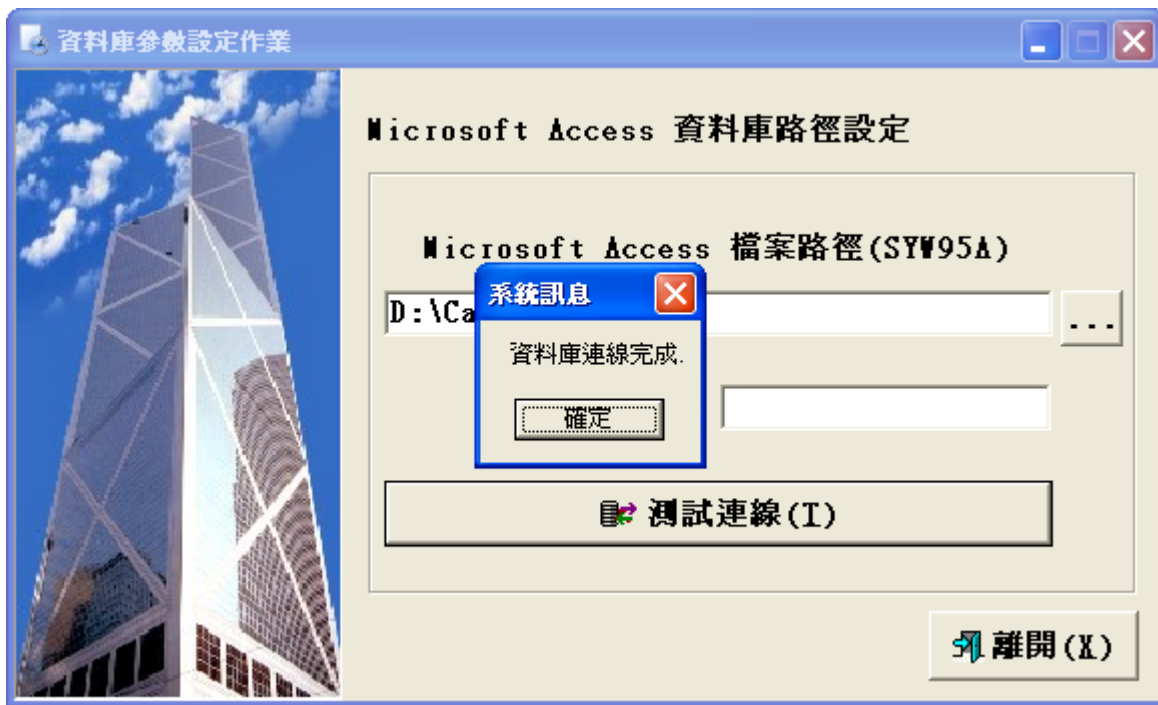 資料庫參數設定作業
Microsoft Access 資料庫路徑設定
Microsoft Access 檔案路徑(SYW95A)
D:\Ca
...
系統訊息
資料庫連線完成.
確定
測試連線(T)
離開(X)